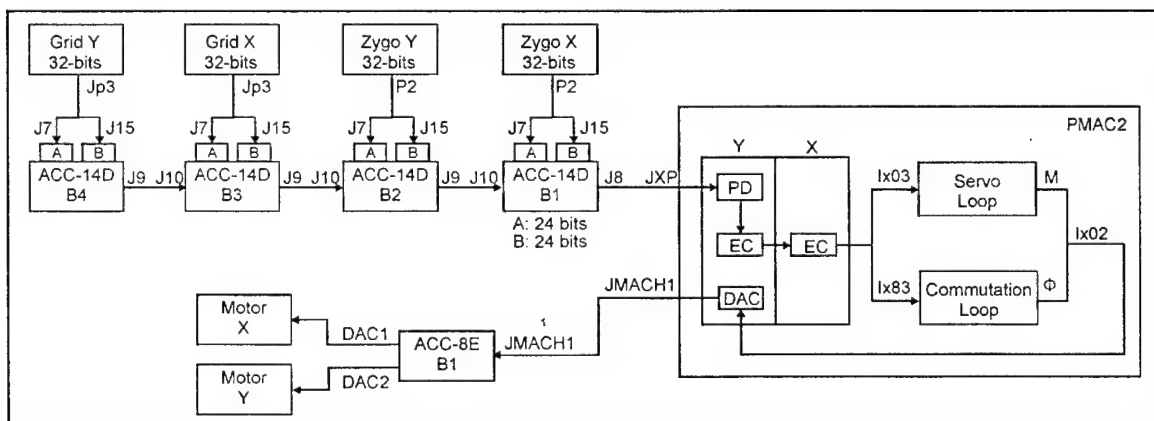 Grid Y
32-bits
Grid X
32-bits
Zygo Y
32-bits
Zygo X
32-bits
Jp3
Jp3
P2
P2
J7
J15
J7
J15
J7
J15
J7
J15
A
B
A
B
A
B
A
B
ACC-14D
B4
J9
J10
ACC-14D
B3
J9
J10
ACC-14D
B2
J9
J10
ACC-14D
B1
J8
JXP
A: 24 bits
B: 24 bits
PMAC2
Y
X
PD
EC
EC
DAC
Ix03
Servo
Loop
M
Ix02
Ix83
Commutation
Loop
Φ
JMACH1
Motor
X
DAC1
ACC-8E
B1
JMACH1
Motor
Y
DAC2